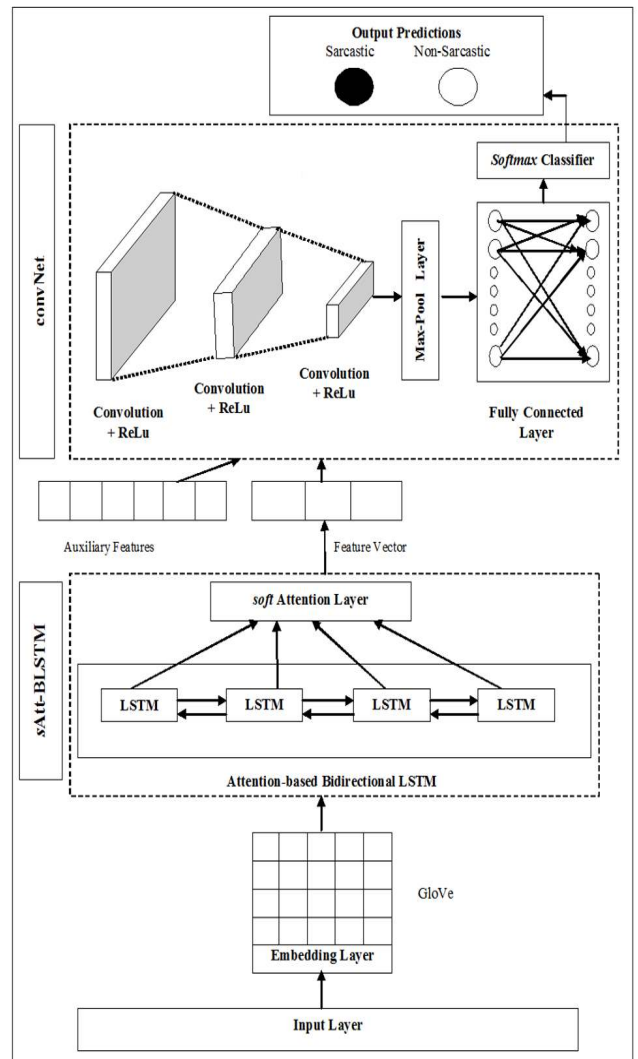 Output Predictions
Sarcastic Non-Sarcastic
convNet
Softmax Classifier
Max-Pool Layer
Convolution
+ ReLu
Convolution
+ ReLu
Convolution
+ ReLu
Fully Connected
Layer
Auxiliary Features
Feature Vector
sAtt-BLSTM
soft Attention Layer
LSTM LSTM LSTM LSTM
Attention-based Bidirectional LSTM
GloVe
Embedding Layer
Input Layer